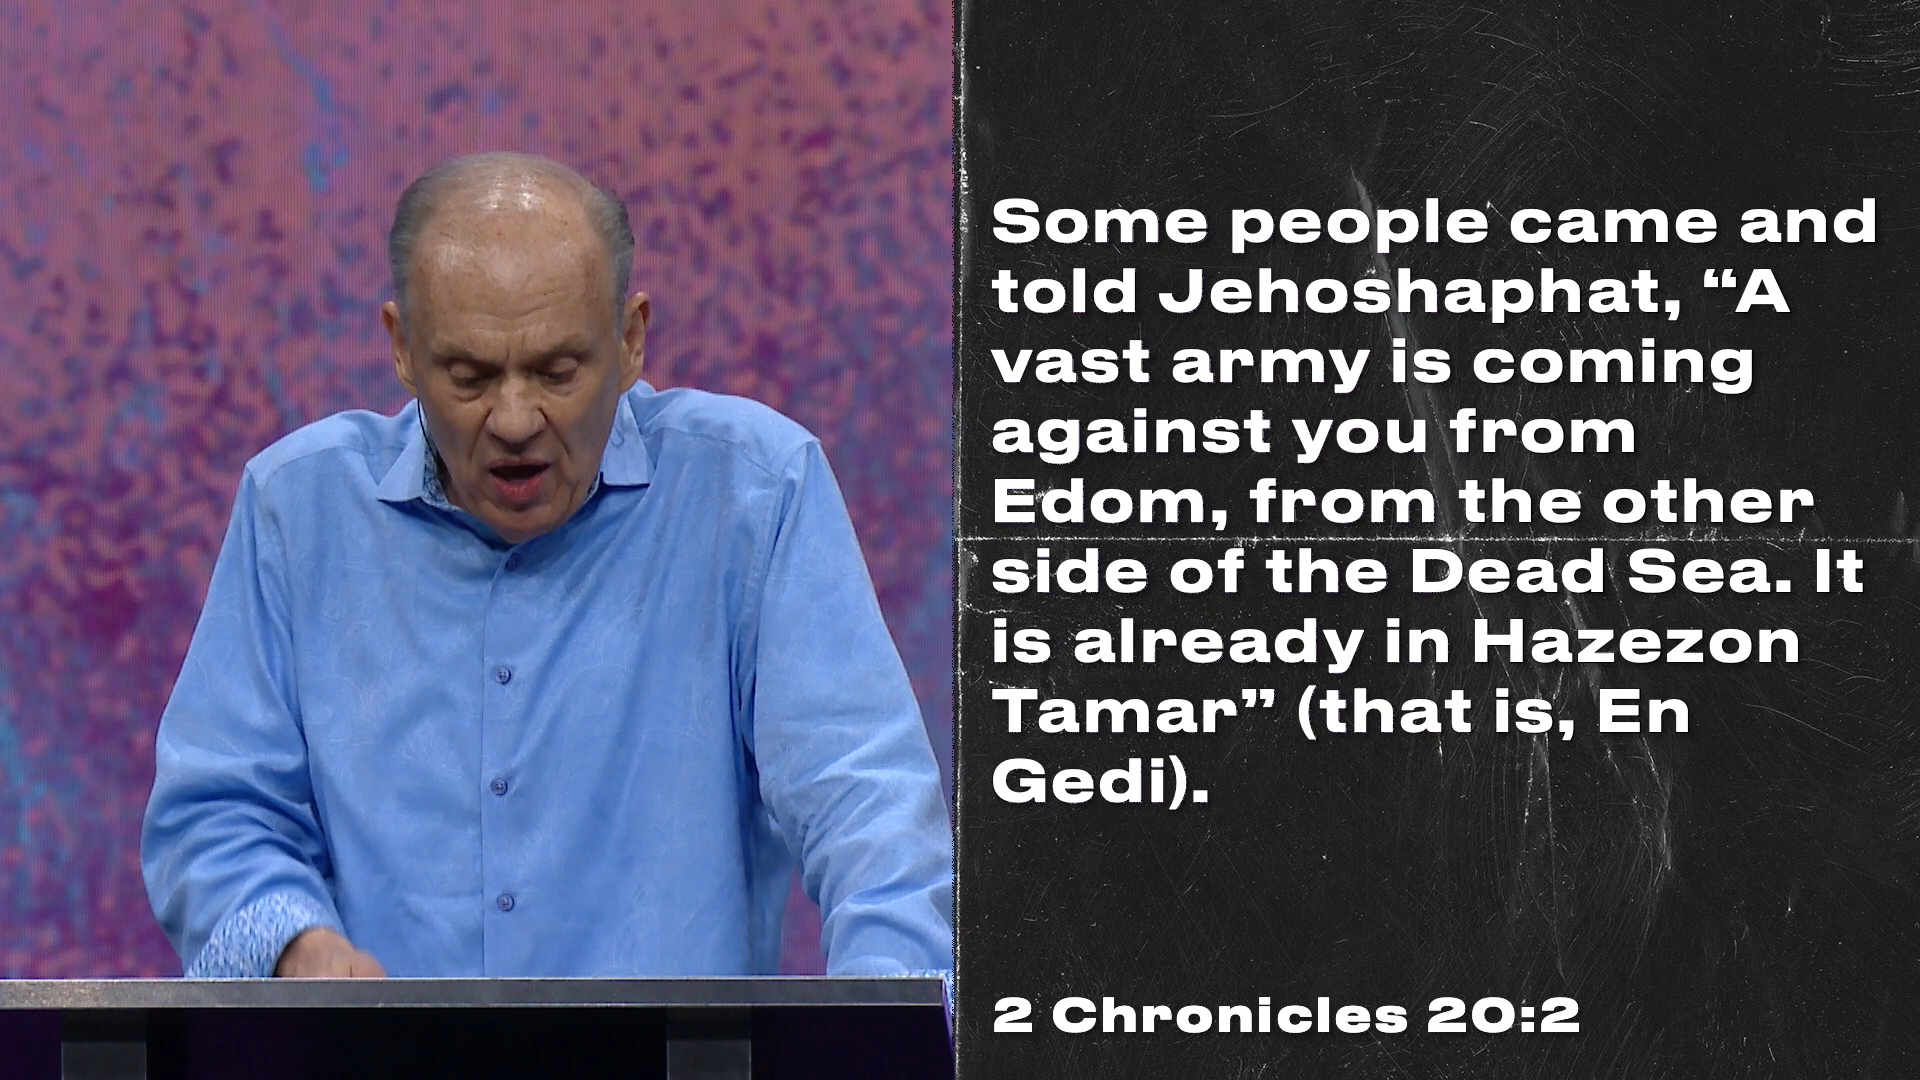 Some people came and
told Jehoshaphat, “A
vast army is coming
against you from
Edom, from the other
side of the Dead Sea. It
is already in Hazezon
Tamar” (that is, En
Gedi).
2 Chronicles 20:2